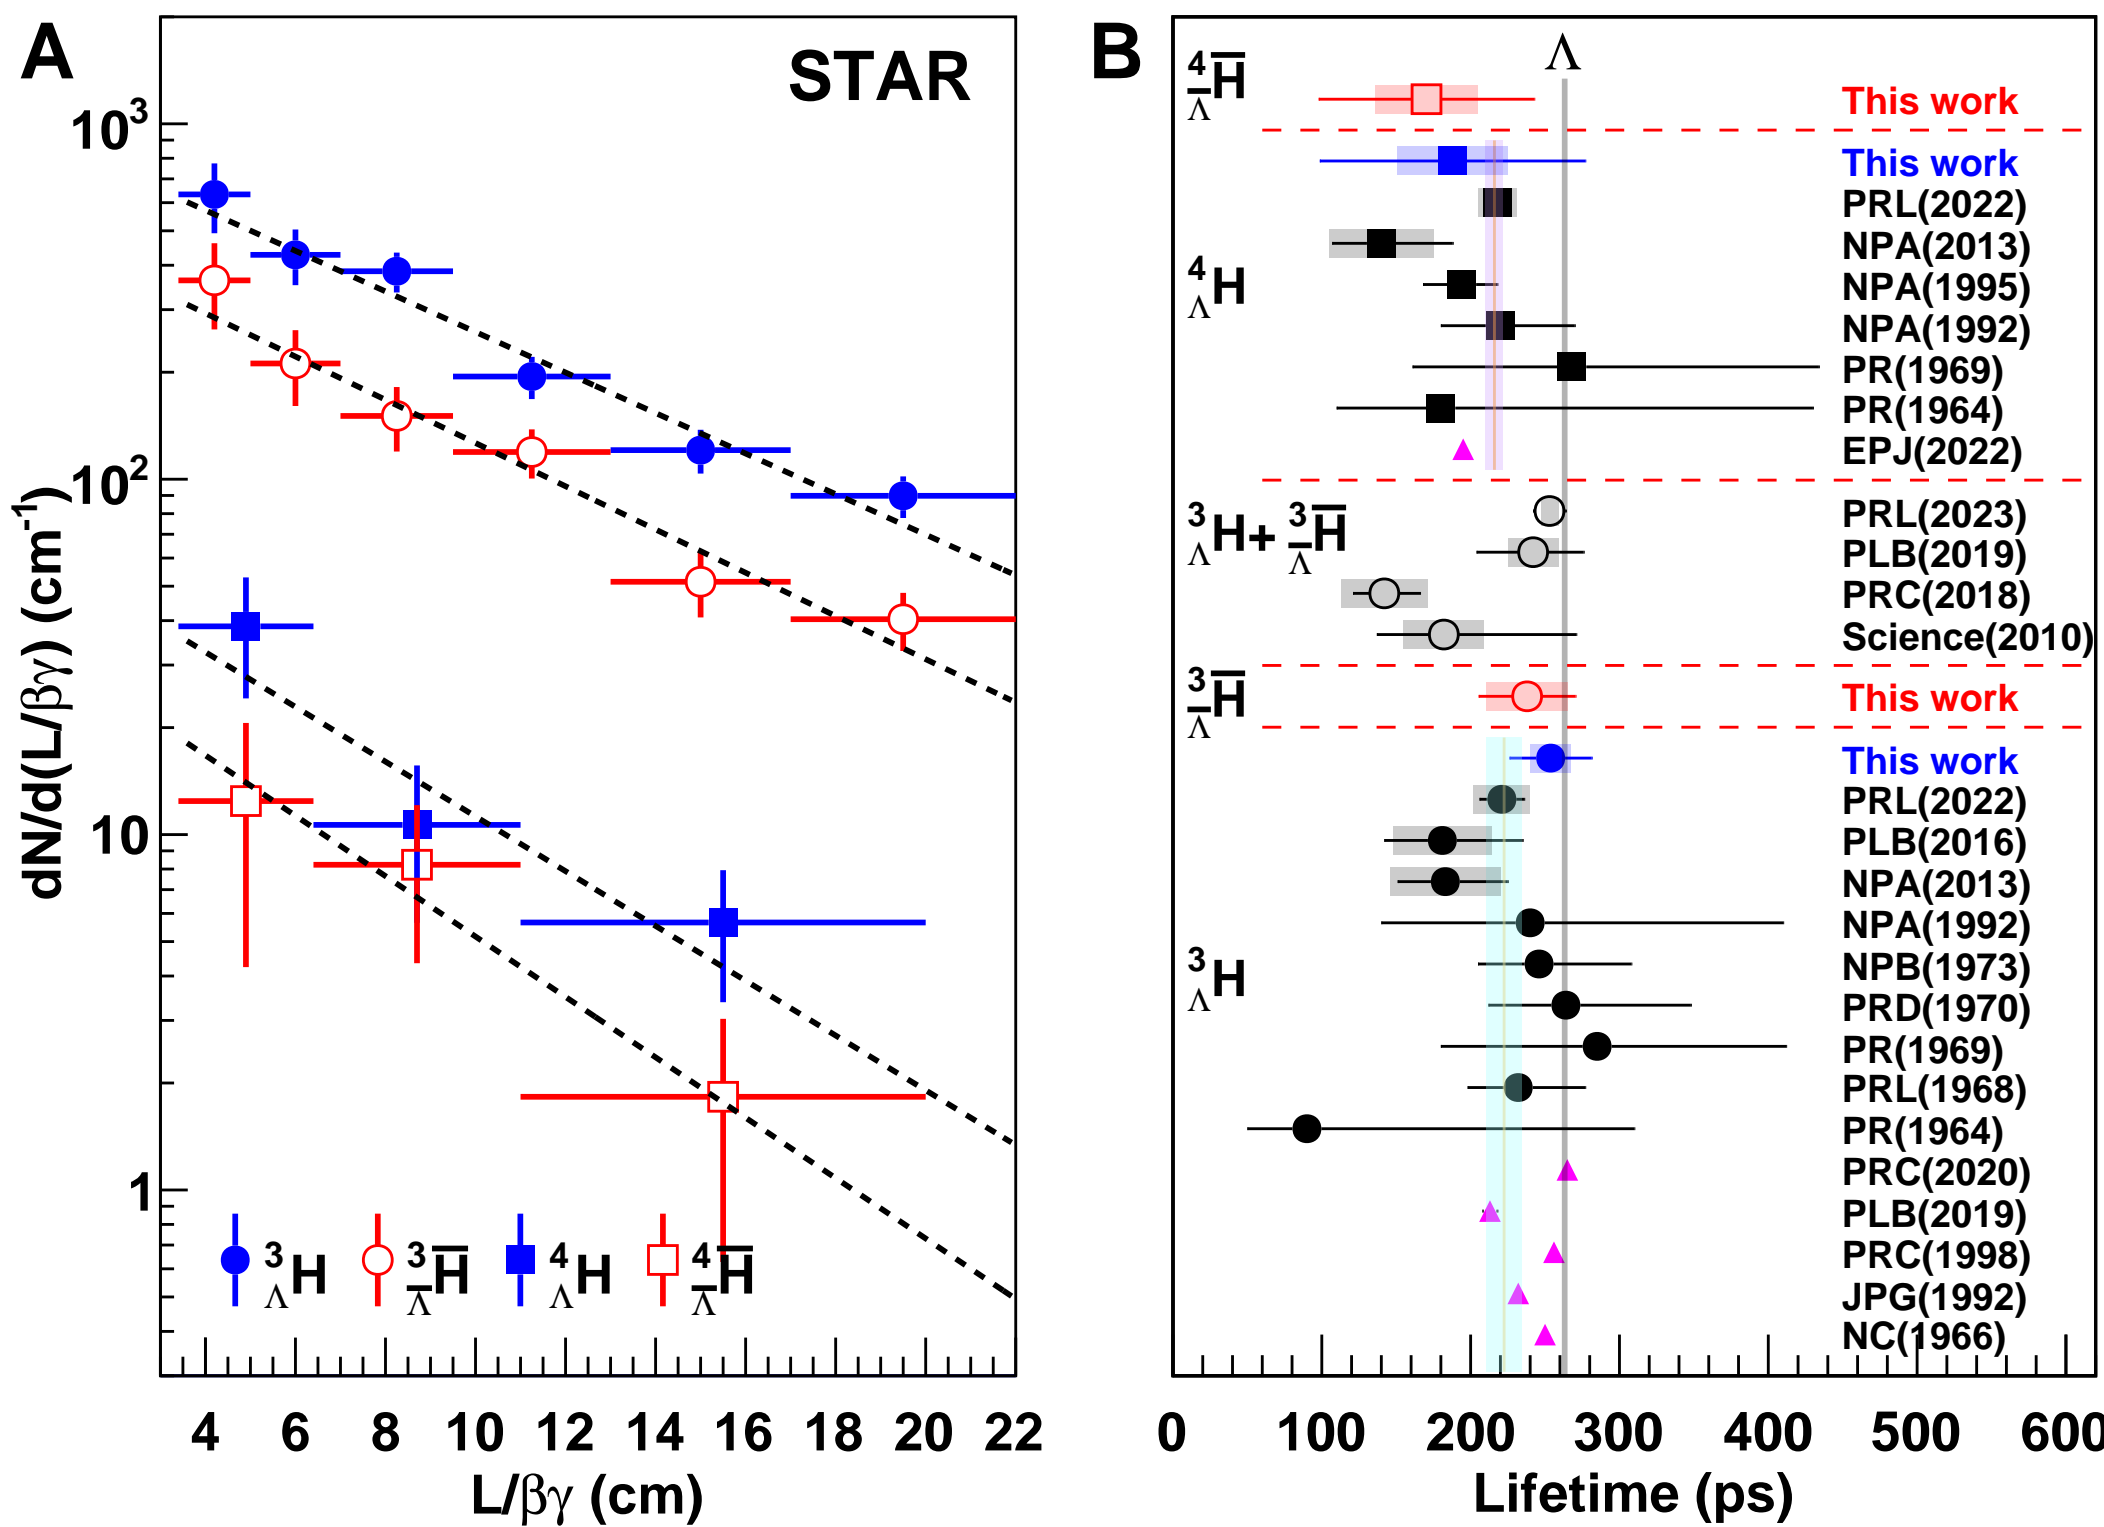 A
STAR
10³
10²
10
1
dN/d(L/βγ) (cm⁻¹)
³ΛH
³Λ̅H̅
⁴ΛH
⁴Λ̅H̅
4 6 8 10 12 14 16 18 20 22
L/βγ (cm)
B
Λ
⁴Λ̅H̅
This work
This work
PRL(2022)
NPA(2013)
⁴ΛH
NPA(1995)
NPA(1992)
PR(1969)
PR(1964)
EPJ(2022)
PRL(2023)
³ΛH+ ³Λ̅H̅
PLB(2019)
PRC(2018)
Science(2010)
³Λ̅H̅
This work
This work
PRL(2022)
PLB(2016)
NPA(2013)
NPA(1992)
NPB(1973)
³ΛH
PRD(1970)
PR(1969)
PRL(1968)
PR(1964)
PRC(2020)
PLB(2019)
PRC(1998)
JPG(1992)
NC(1966)
0 100 200 300 400 500 600
Lifetime (ps)